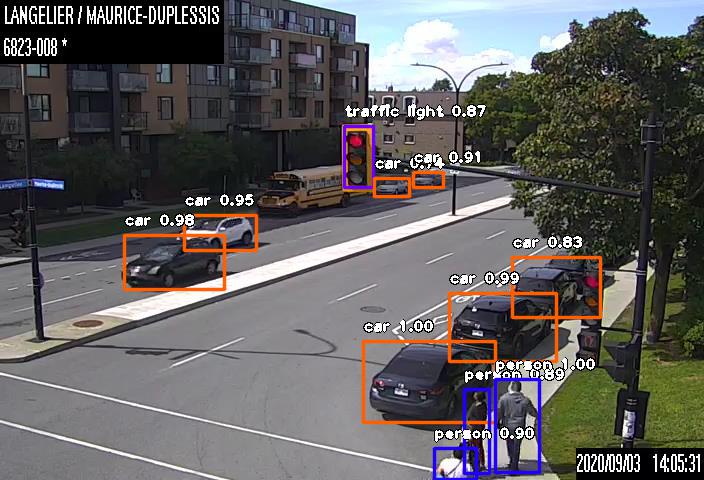 LANGELIER / MAURICE-DUPLESSIS
6823-008 *
traffic light 0.87
car 0.91
car 0.95
car 0.98
car 0.83
car 0.99
car 1.00
person 1.00
person 0.89
person 0.90
2020/09/03 14:05:31